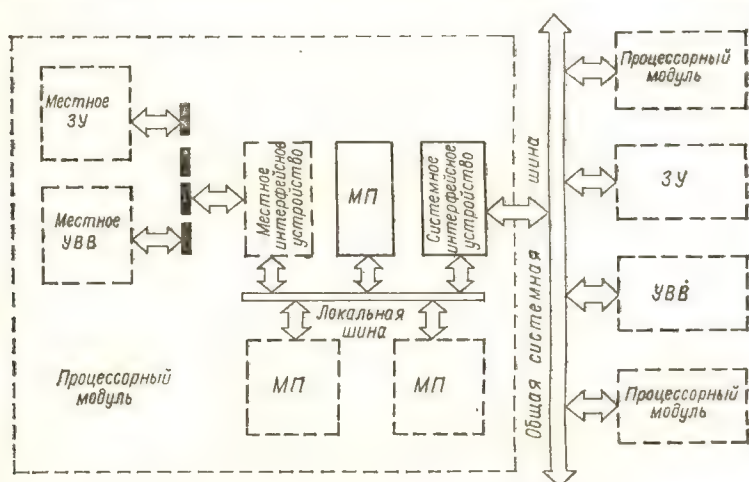 Местное
ЗУ
Местное
УВВ
Местное
интерфейсное
устройство
МП
Системное
интерфейсное
устройство
Локальная
шина
МП
МП
Процессорный
модуль
Общая системная шина
Процессорный
модуль
ЗУ
УВВ
Процессорный
модуль